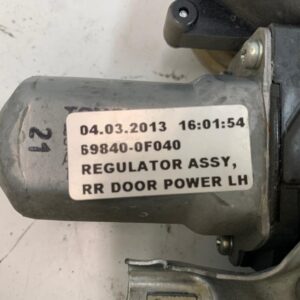 04.03.2013 16:01:54
69840-0F040
REGULATOR ASSY,
RR DOOR POWER LH
21